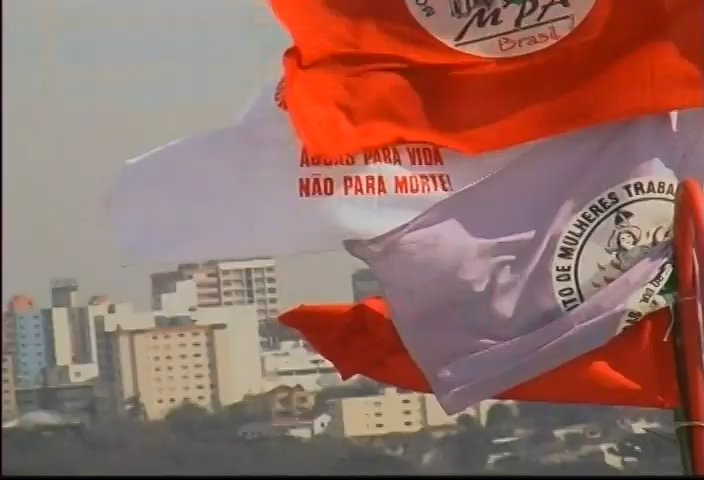 MPA
Brasil
ÁGUAS PARA VIDA
NÃO PARA MORTE!
TO DE MULHERES TRABA